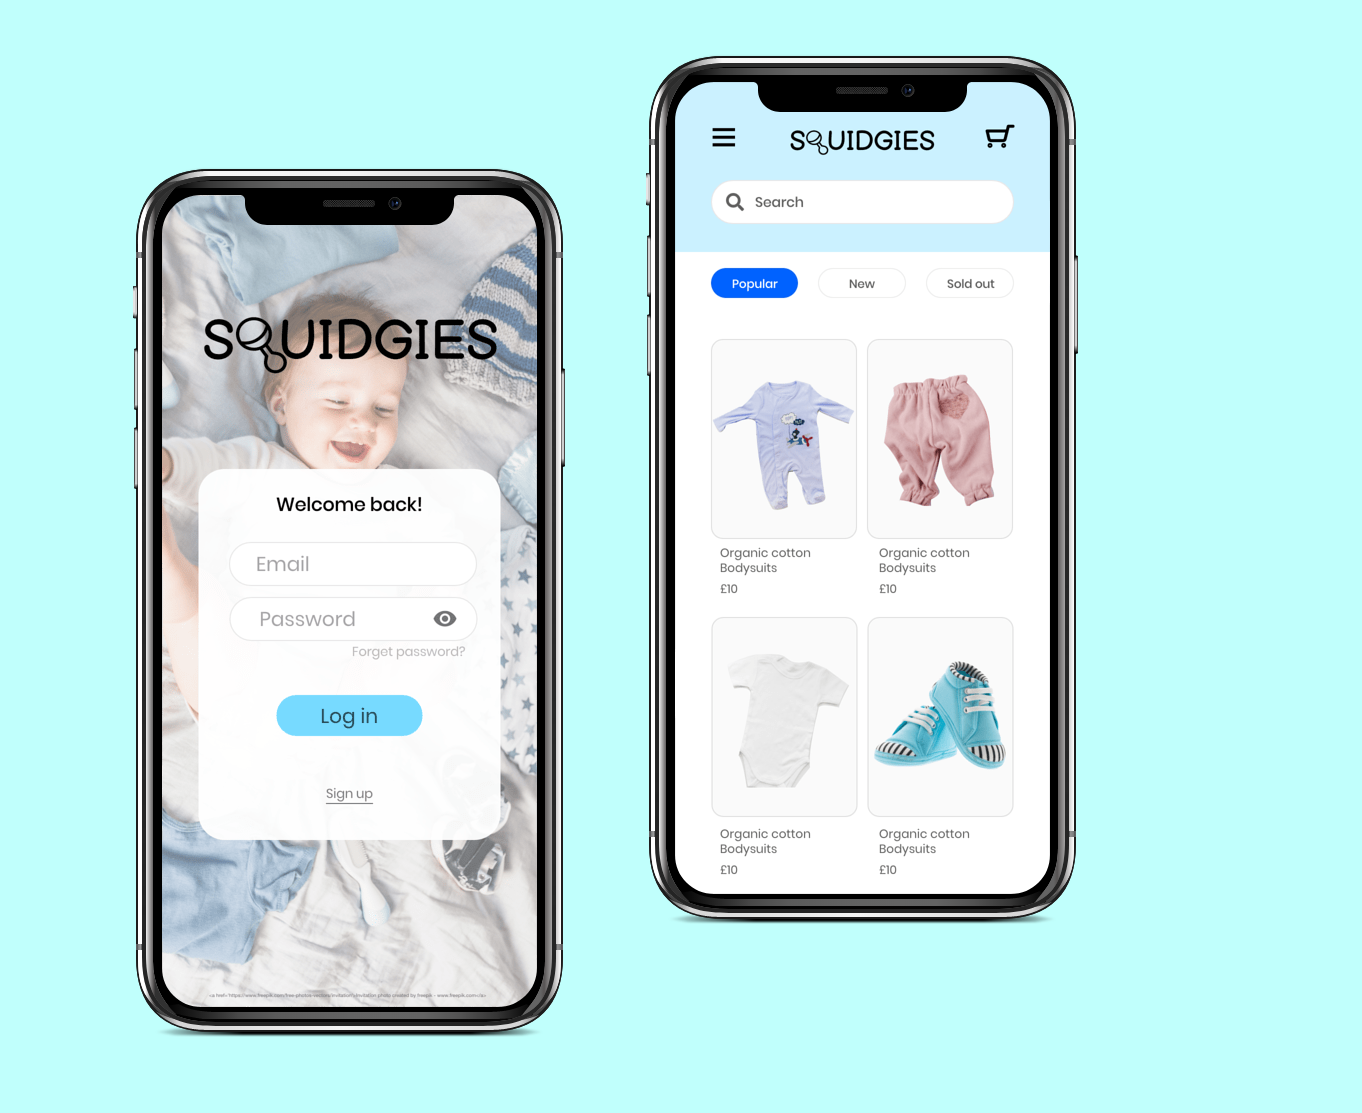 SQUIDGIES
Welcome back!
Email
Password
Forget password?
Log in
Sign up
SQUIDGIES
Search
Popular
New
Sold out
Organic cotton
Bodysuits
£10
Organic cotton
Bodysuits
£10
Organic cotton
Bodysuits
£10
Organic cotton
Bodysuits
£10